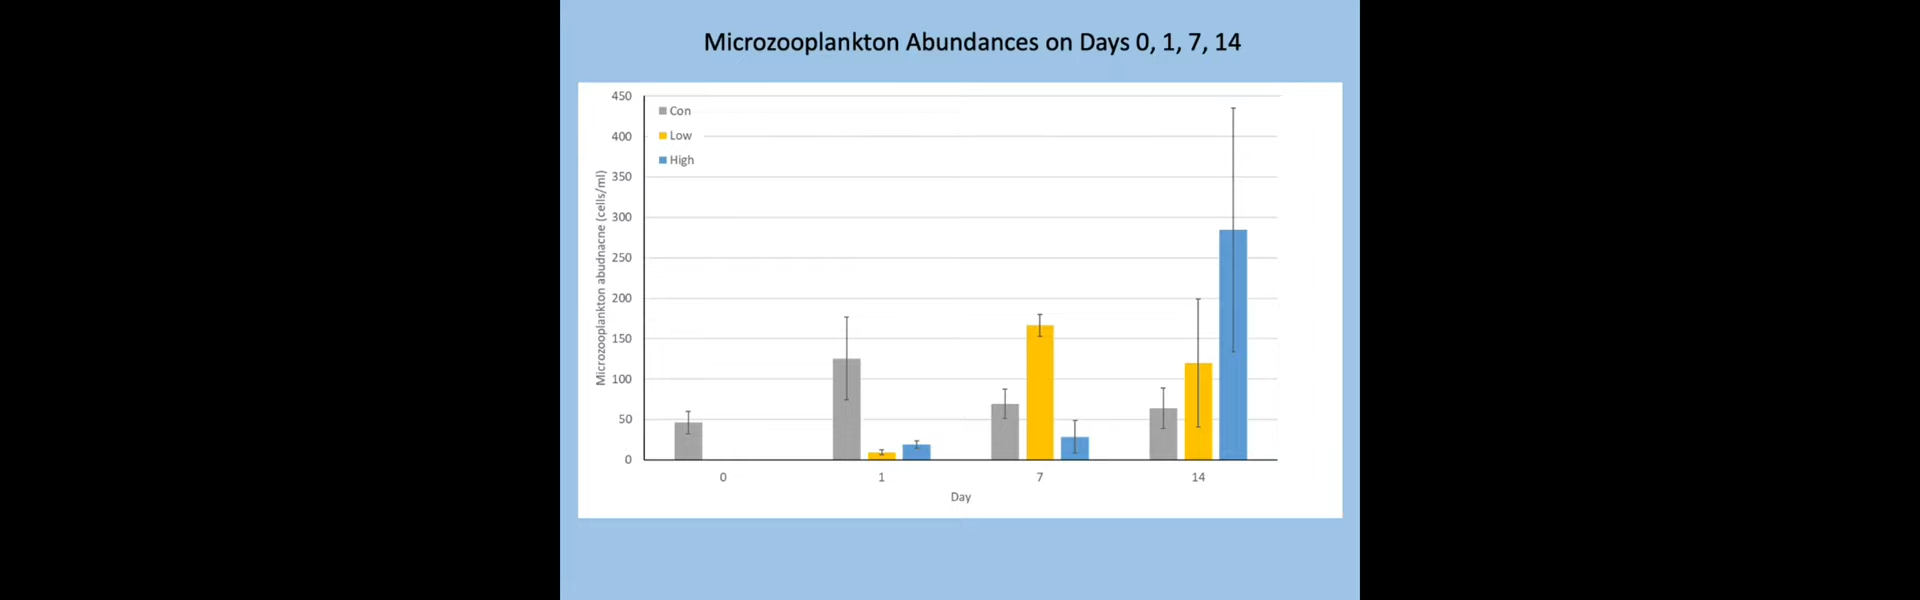 Microzooplankton Abundances on Days 0, 1, 7, 14
450
400
350
300
250
200
150
100
50
0
Con
Low
High
Microzooplankton abudnacne (cells/ml)
0 1 7 14
Day